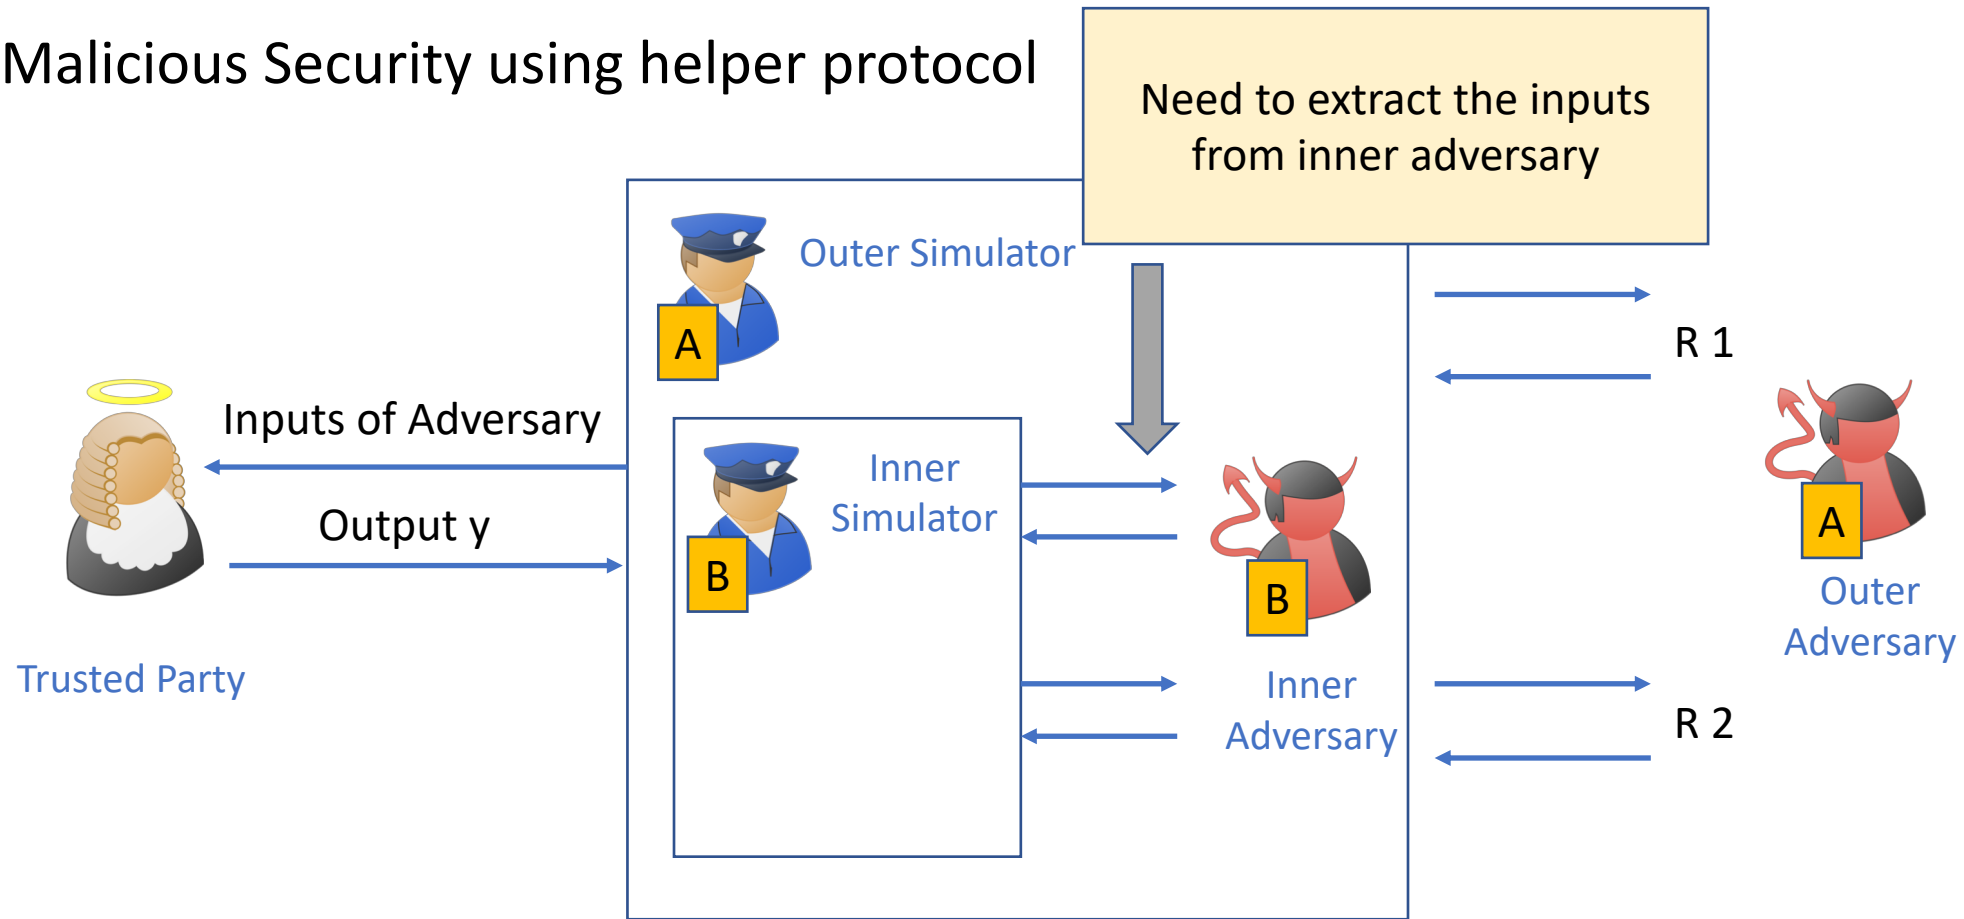 Malicious Security using helper protocol
Need to extract the inputs
from inner adversary
Outer Simulator
A
R 1
Inputs of Adversary
Output y
Trusted Party
Inner
Simulator
B
B
Inner
Adversary
A
Outer
Adversary
R 2